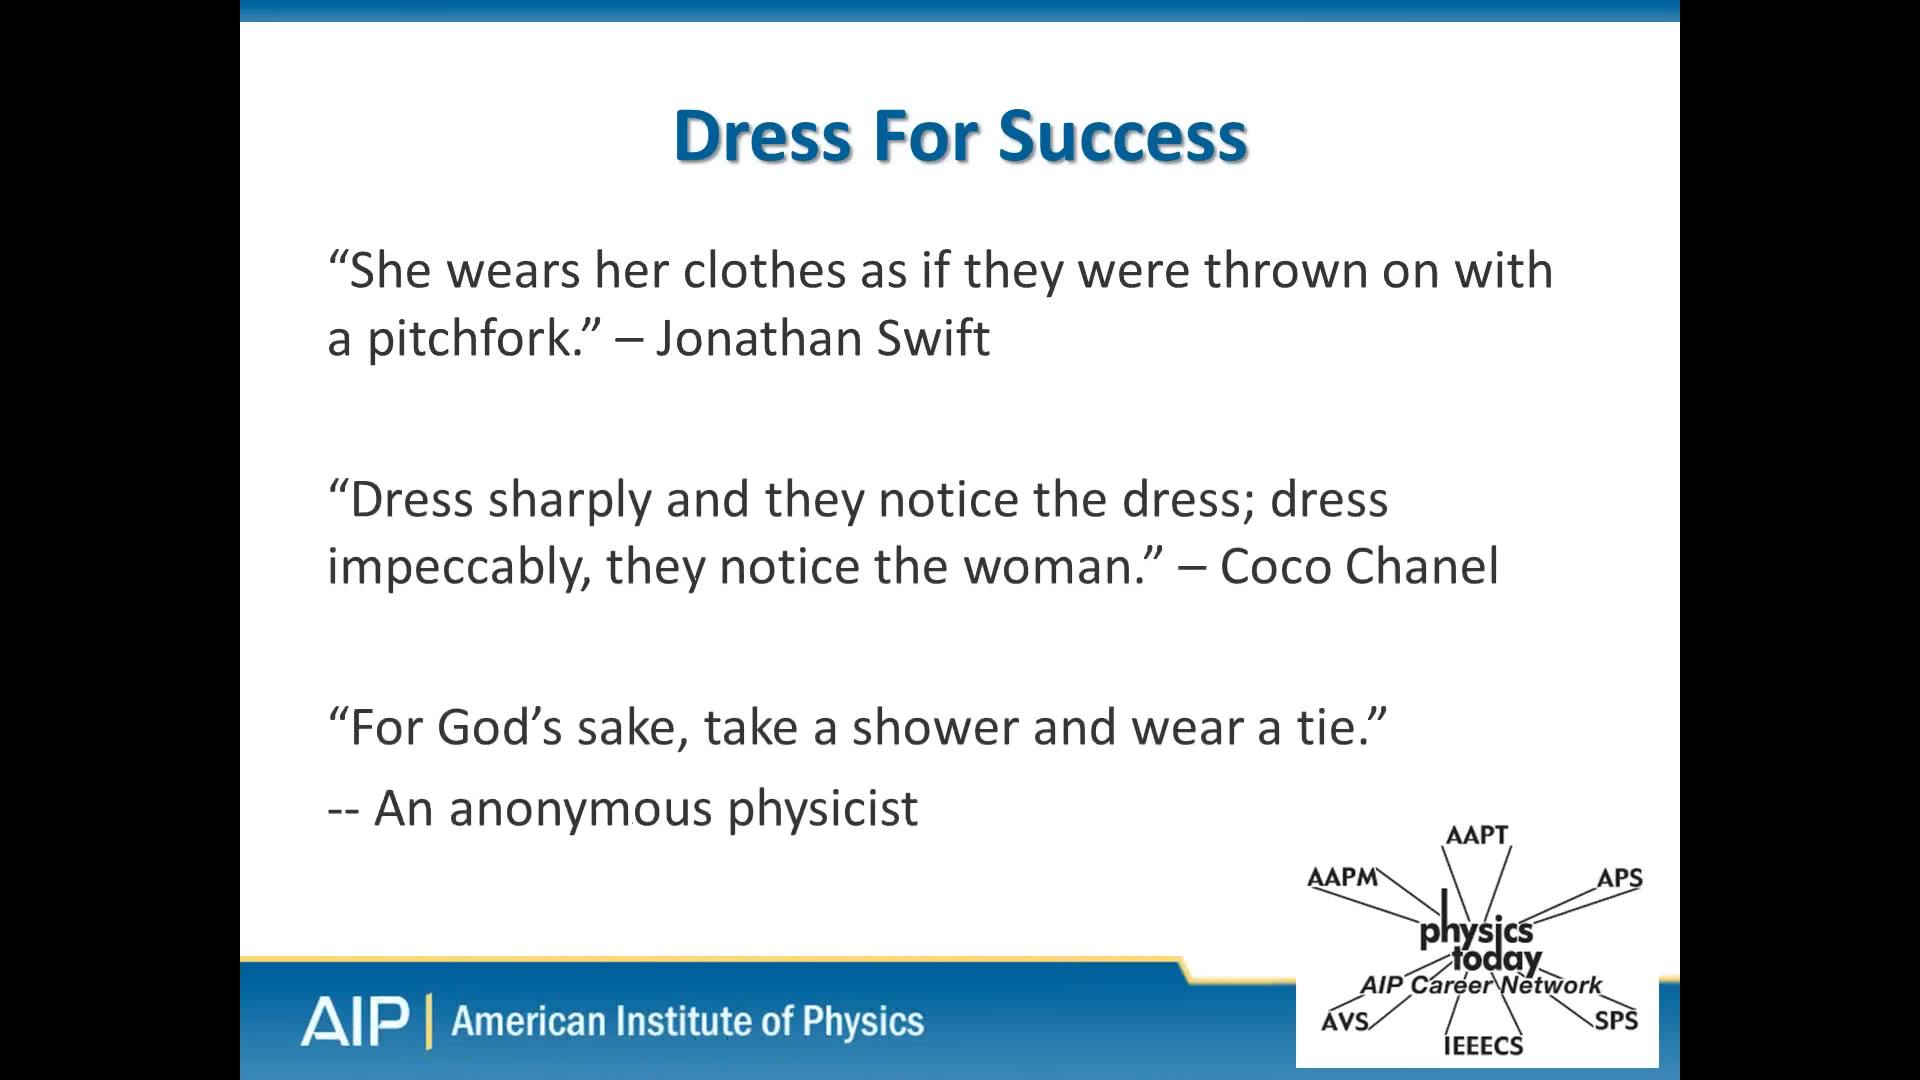 Dress For Success
“She wears her clothes as if they were thrown on with
a pitchfork.” – Jonathan Swift
“Dress sharply and they notice the dress; dress
impeccably, they notice the woman.” – Coco Chanel
“For God’s sake, take a shower and wear a tie.”
-- An anonymous physicist
AAPT
AAPM
APS
physics
today
AIP Career Network
AVS
SPS
IEEECS
AIP | American Institute of Physics